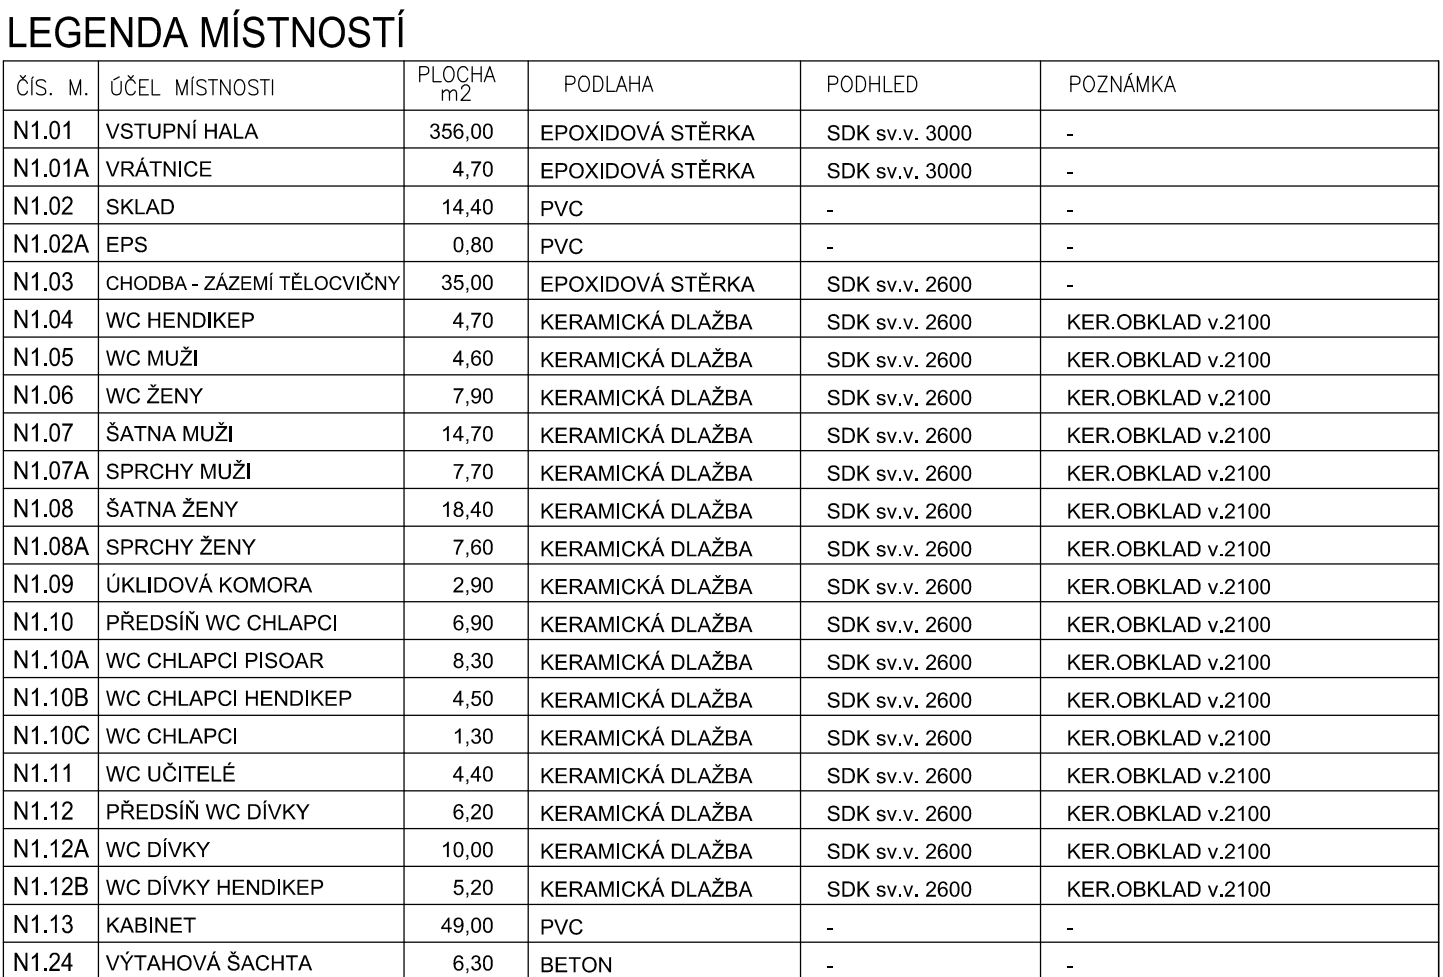 LEGENDA MÍSTNOSTÍ
ČÍS. M. ÚČEL MÍSTNOSTI PLOCHA m2 PODLAHA PODHLED POZNÁMKA
N1.01 VSTUPNÍ HALA 356,00 EPOXIDOVÁ STĚRKA SDK sv.v. 3000 -
N1.01A VRÁTNICE 4,70 EPOXIDOVÁ STĚRKA SDK sv.v. 3000 -
N1.02 SKLAD 14,40 PVC - -
N1.02A EPS 0,80 PVC - -
N1.03 CHODBA - ZÁZEMÍ TĚLOCVIČNY 35,00 EPOXIDOVÁ STĚRKA SDK sv.v. 2600 -
N1.04 WC HENDIKEP 4,70 KERAMICKÁ DLAŽBA SDK sv.v. 2600 KER.OBKLAD v.2100
N1.05 WC MUŽI 4,60 KERAMICKÁ DLAŽBA SDK sv.v. 2600 KER.OBKLAD v.2100
N1.06 WC ŽENY 7,90 KERAMICKÁ DLAŽBA SDK sv.v. 2600 KER.OBKLAD v.2100
N1.07 ŠATNA MUŽI 14,70 KERAMICKÁ DLAŽBA SDK sv.v. 2600 KER.OBKLAD v.2100
N1.07A SPRCHY MUŽI 7,70 KERAMICKÁ DLAŽBA SDK sv.v. 2600 KER.OBKLAD v.2100
N1.08 ŠATNA ŽENY 18,40 KERAMICKÁ DLAŽBA SDK sv.v. 2600 KER.OBKLAD v.2100
N1.08A SPRCHY ŽENY 7,60 KERAMICKÁ DLAŽBA SDK sv.v. 2600 KER.OBKLAD v.2100
N1.09 ÚKLIDOVÁ KOMORA 2,90 KERAMICKÁ DLAŽBA SDK sv.v. 2600 KER.OBKLAD v.2100
N1.10 PŘEDSÍŇ WC CHLAPCI 6,90 KERAMICKÁ DLAŽBA SDK sv.v. 2600 KER.OBKLAD v.2100
N1.10A WC CHLAPCI PISOAR 8,30 KERAMICKÁ DLAŽBA SDK sv.v. 2600 KER.OBKLAD v.2100
N1.10B WC CHLAPCI HENDIKEP 4,50 KERAMICKÁ DLAŽBA SDK sv.v. 2600 KER.OBKLAD v.2100
N1.10C WC CHLAPCI 1,30 KERAMICKÁ DLAŽBA SDK sv.v. 2600 KER.OBKLAD v.2100
N1.11 WC UČITELÉ 4,40 KERAMICKÁ DLAŽBA SDK sv.v. 2600 KER.OBKLAD v.2100
N1.12 PŘEDSÍŇ WC DÍVKY 6,20 KERAMICKÁ DLAŽBA SDK sv.v. 2600 KER.OBKLAD v.2100
N1.12A WC DÍVKY 10,00 KERAMICKÁ DLAŽBA SDK sv.v. 2600 KER.OBKLAD v.2100
N1.12B WC DÍVKY HENDIKEP 5,20 KERAMICKÁ DLAŽBA SDK sv.v. 2600 KER.OBKLAD v.2100
N1.13 KABINET 49,00 PVC - -
N1.24 VÝTAHOVÁ ŠACHTA 6,30 BETON - -